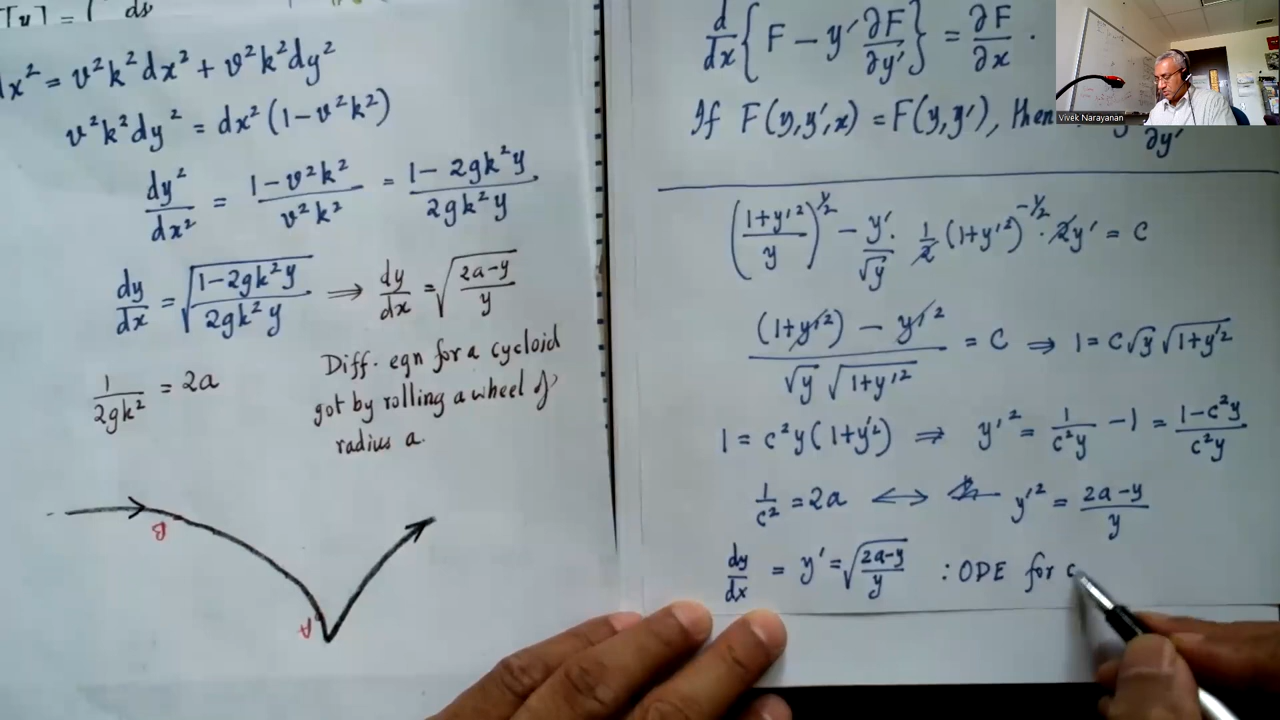 [y] = ∫ ds
dx² = v²k²dx² + v²k²dy²
v²k²dy² = dx²(1-v²k²)
dy²/dx² = (1-v²k²)/(v²k²) = (1-2gk²y)/(2gk²y)
dy/dx = √((1-2gk²y)/(2gk²y)) ⟹ dy/dx = √((2a-y)/y)
1/(2gk²) = 2a
Diff. eqn for a cycloid
got by rolling a wheel of
radius a.
B
A
d/dx {F - y' ∂F/∂y'} = ∂F/∂x .
If F(y,y',x) = F(y,y'), then
∂y'
((1+y'²)/y)^(1/2) - y'/√y · 1/2 (1+y'²)^(-1/2) · 2y' = C
((1+y'²) - y'²)/(√y √(1+y'²)) = C ⇒ 1 = C√y √(1+y'²)
1 = c²y(1+y'²) ⇒ y'² = 1/(c²y) - 1 = (1-c²y)/(c²y)
1/c² = 2a ⟷ y'² = (2a-y)/y
dy/dx = y' = √((2a-y)/y) : ODE for c
Vivek Narayanan